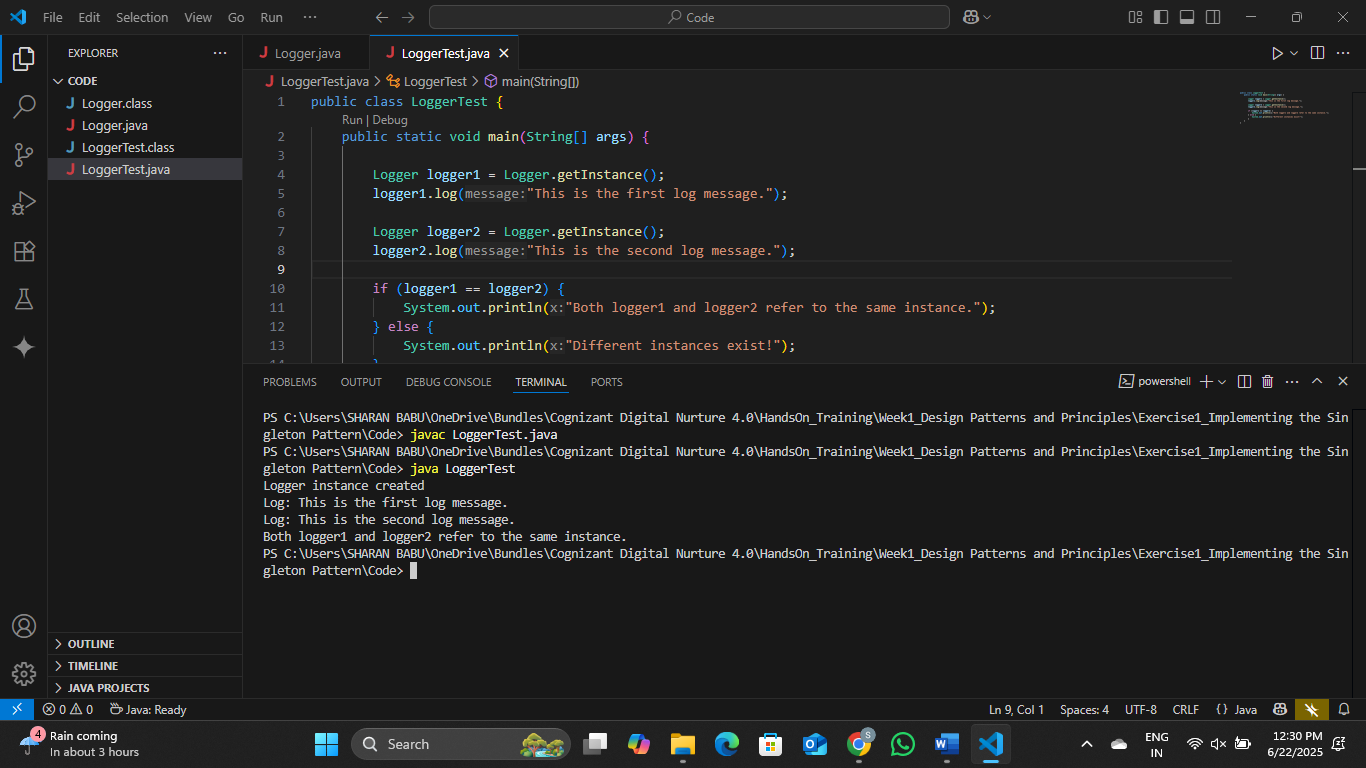 File Edit Selection View Go Run ···
Code
EXPLORER ···
CODE
Logger.class
Logger.java
LoggerTest.class
LoggerTest.java
OUTLINE
TIMELINE
JAVA PROJECTS
Logger.java LoggerTest.java
LoggerTest.java > LoggerTest > main(String[])
1 public class LoggerTest {
Run | Debug
2 public static void main(String[] args) {
3
4 Logger logger1 = Logger.getInstance();
5 logger1.log(message:"This is the first log message.");
6
7 Logger logger2 = Logger.getInstance();
8 logger2.log(message:"This is the second log message.");
9
10 if (logger1 == logger2) {
11 System.out.println(x:"Both logger1 and logger2 refer to the same instance.");
12 } else {
13 System.out.println(x:"Different instances exist!");
14 }
PROBLEMS OUTPUT DEBUG CONSOLE TERMINAL PORTS
powershell
PS C:\Users\SHARAN BABU\OneDrive\Bundles\Cognizant Digital Nurture 4.0\HandsOn_Training\Week1_Design Patterns and Principles\Exercise1_Implementing the Sin
gleton Pattern\Code> javac LoggerTest.java
PS C:\Users\SHARAN BABU\OneDrive\Bundles\Cognizant Digital Nurture 4.0\HandsOn_Training\Week1_Design Patterns and Principles\Exercise1_Implementing the Sin
gleton Pattern\Code> java LoggerTest
Logger instance created
Log: This is the first log message.
Log: This is the second log message.
Both logger1 and logger2 refer to the same instance.
PS C:\Users\SHARAN BABU\OneDrive\Bundles\Cognizant Digital Nurture 4.0\HandsOn_Training\Week1_Design Patterns and Principles\Exercise1_Implementing the Sin
gleton Pattern\Code>
0 0 Java: Ready
Ln 9, Col 1 Spaces: 4 UTF-8 CRLF {} Java
4
Rain coming
In about 3 hours
Search
S
ENG
IN
12:30 PM
6/22/2025